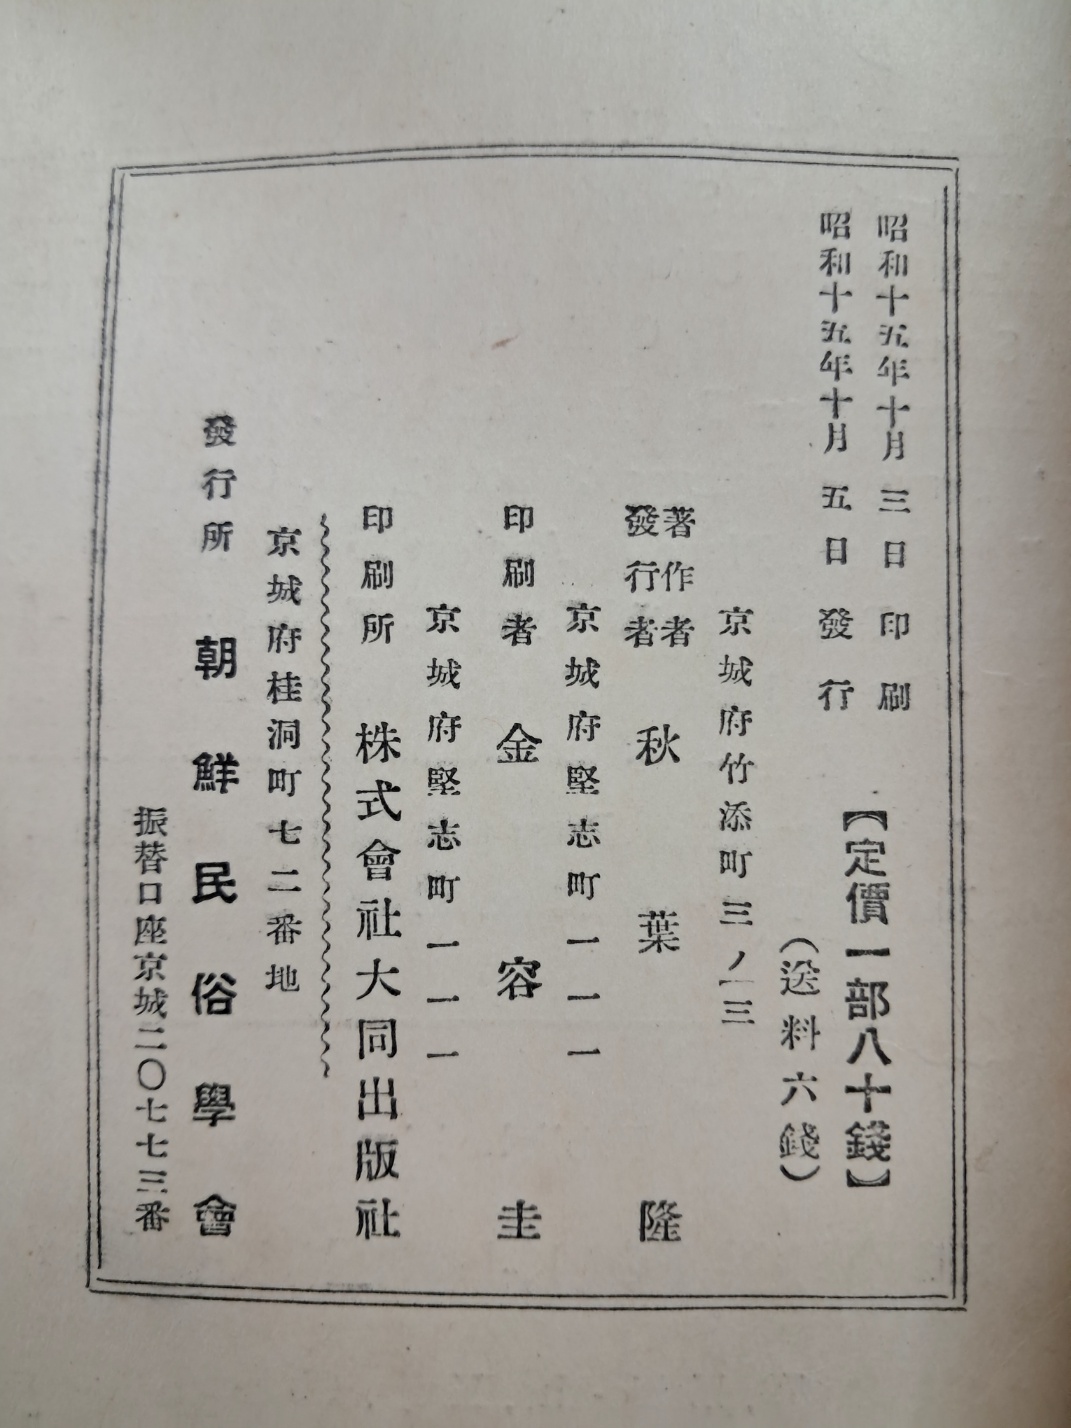 昭和十五年十月三日印刷
昭和十五年十月五日發行
【定價一部八十錢】
（送料六錢）
京城府竹添町三ノ一三
著作者
發行者
秋葉隆
京城府堅志町一一一
印刷者 金容圭
京城府堅志町一一一
印刷所 株式會社大同出版社
京城府桂洞町七二番地
發行所 朝鮮民俗學會
振替口座京城二〇七七三番